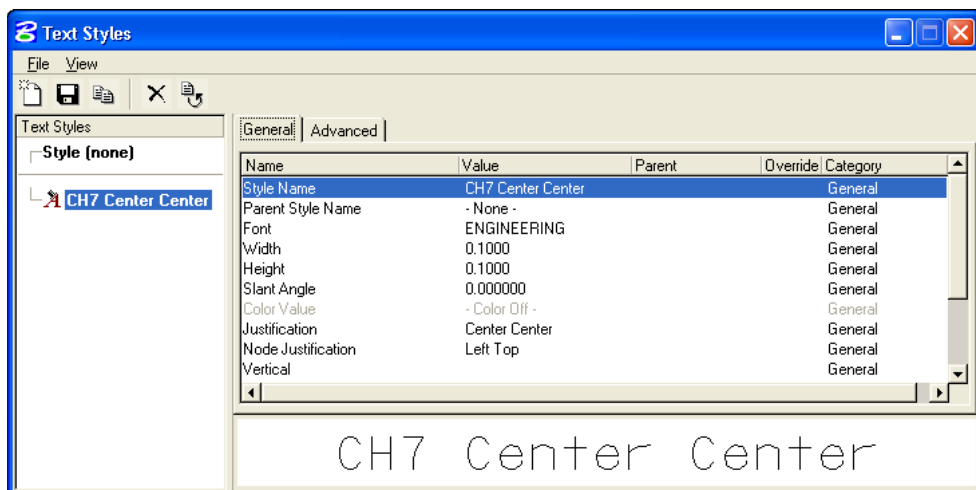 Text Styles
File View
Text Styles
Style (none)
CH7 Center Center
General Advanced
Name Value Parent Override Category
Style Name CH7 Center Center General
Parent Style Name - None - General
Font ENGINEERING General
Width 0.1000 General
Height 0.1000 General
Slant Angle 0.000000 General
Color Value - Color Off - General
Justification Center Center General
Node Justification Left Top General
Vertical General
CH7 Center Center